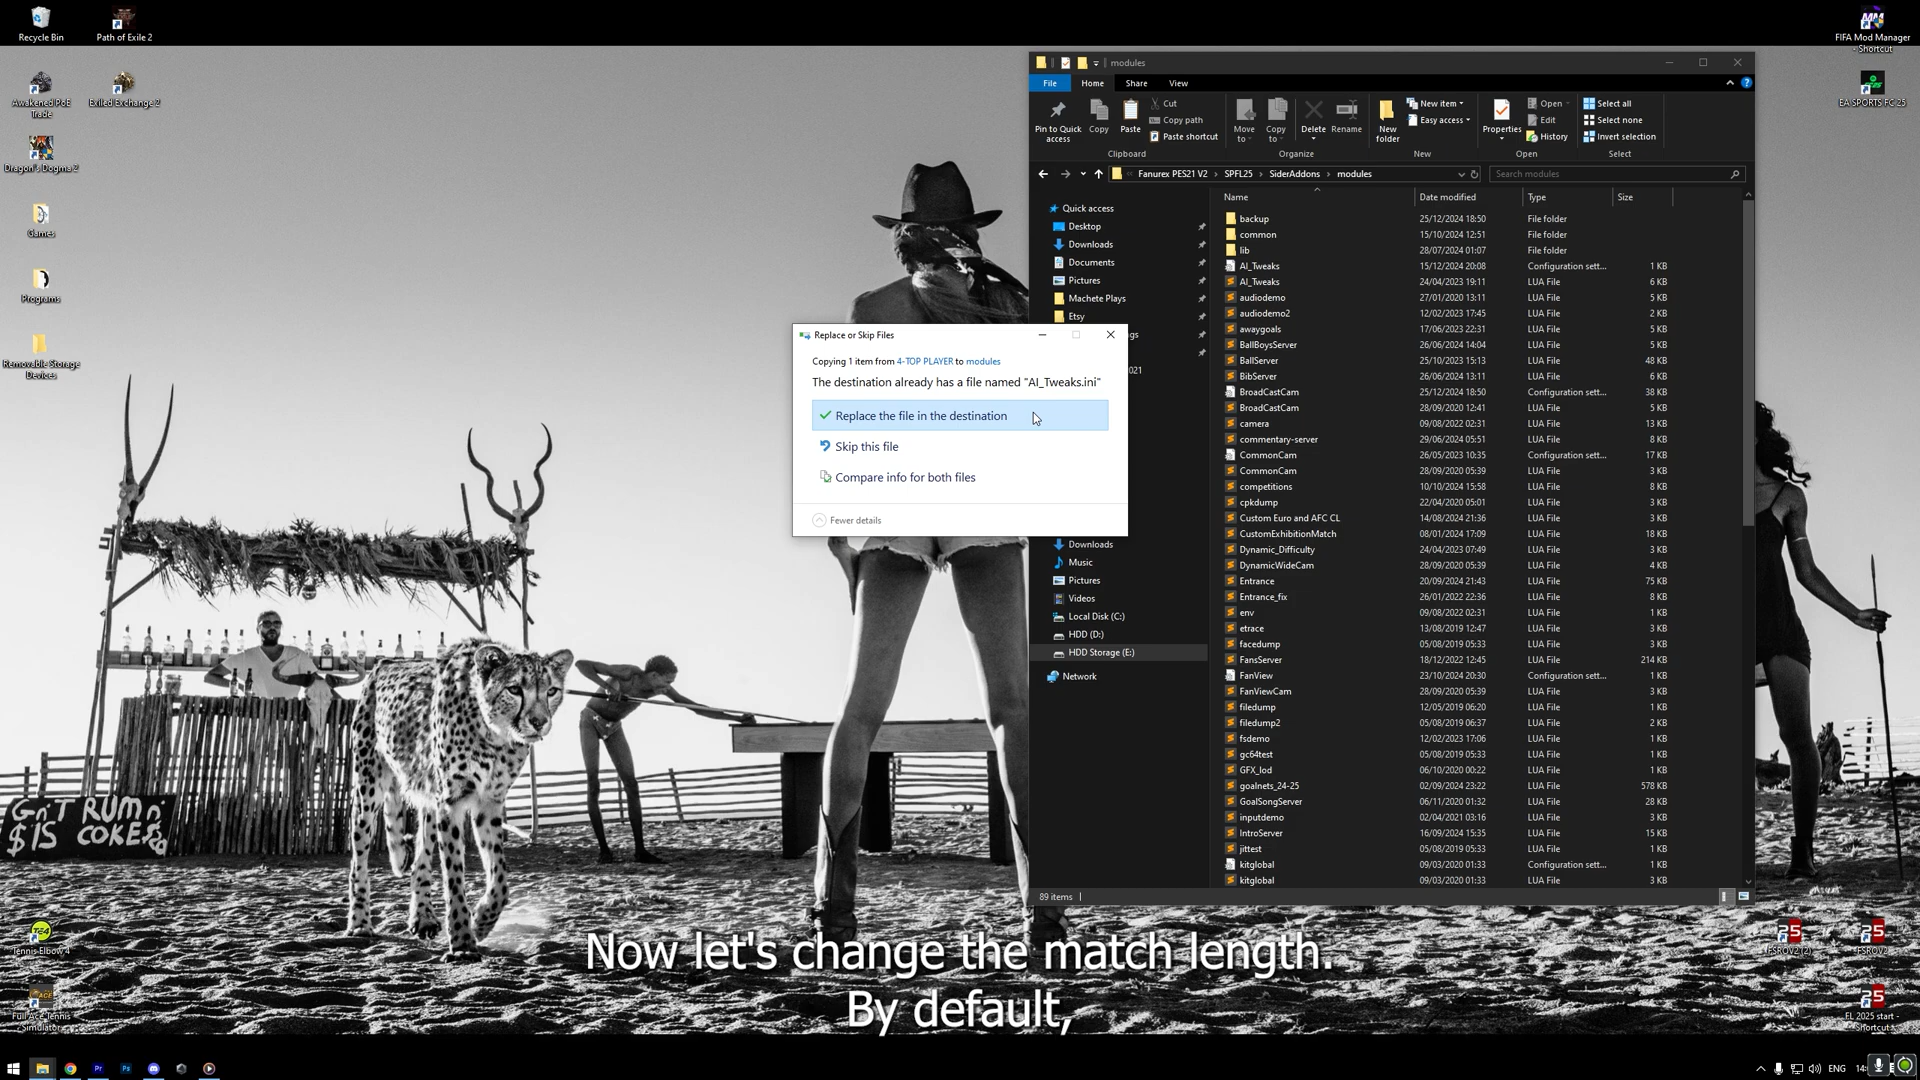 Recycle Bin
Path of Exile 2
FIFA Mod Manager
- Shortcut
Awakened PoE
Trade
Exiled Exchange 2
EA SPORTS FC 25
Dragon's Dogma 2
Games
Programs
Removable Storage
Devices
Tennis Elbow 4
Full Ace Tennis
Simulator
FSROV2 (2)
FSROV2
FL 2025 start -
Shortcut
modules
File
Home
Share
View
Pin to Quick
access
Copy
Paste
Cut
Copy path
Paste shortcut
Clipboard
Move
to
Copy
to
Delete
Rename
Organize
New
folder
New item
Easy access
New
Properties
Open
Edit
History
Open
Select all
Select none
Invert selection
Select
Fanurex PES21 V2
SPFL25
SiderAddons
modules
Search modules
Quick access
Desktop
Downloads
Documents
Pictures
Machete Plays
Etsy
Downloads
Music
Pictures
Videos
Local Disk (C:)
HDD (D:)
HDD Storage (E:)
Network
Name Date modified Type Size
backup 25/12/2024 18:50 File folder
common 15/10/2024 12:51 File folder
lib 28/07/2024 01:07 File folder
AI_Tweaks 15/12/2024 20:08 Configuration sett... 1 KB
AI_Tweaks 24/04/2023 19:11 LUA File 6 KB
audiodemo 27/01/2020 13:11 LUA File 5 KB
audiodemo2 12/02/2023 17:45 LUA File 2 KB
awaygoals 17/06/2023 22:31 LUA File 5 KB
BallBoysServer 26/06/2024 14:04 LUA File 5 KB
BallServer 25/10/2023 15:13 LUA File 48 KB
BibServer 26/06/2024 13:11 LUA File 6 KB
BroadCastCam 25/12/2024 18:50 Configuration sett... 38 KB
BroadCastCam 28/09/2020 12:41 LUA File 5 KB
camera 09/08/2022 02:31 LUA File 13 KB
commentary-server 29/06/2024 05:51 LUA File 8 KB
CommonCam 26/05/2023 10:35 Configuration sett... 17 KB
CommonCam 28/09/2020 05:39 LUA File 3 KB
competitions 10/10/2024 15:58 LUA File 8 KB
cpkdump 22/04/2020 05:01 LUA File 3 KB
Custom Euro and AFC CL 14/08/2024 21:36 LUA File 3 KB
CustomExhibitionMatch 08/01/2024 17:09 LUA File 18 KB
Dynamic_Difficulty 24/04/2023 07:49 LUA File 3 KB
DynamicWideCam 28/09/2020 05:39 LUA File 4 KB
Entrance 20/09/2024 21:43 LUA File 75 KB
Entrance_fix 26/01/2022 22:36 LUA File 8 KB
env 09/08/2022 02:31 LUA File 1 KB
etrace 13/08/2019 12:47 LUA File 3 KB
facedump 05/08/2019 05:33 LUA File 3 KB
FansServer 18/12/2022 12:45 LUA File 214 KB
FanView 23/10/2024 20:30 Configuration sett... 1 KB
FanViewCam 28/09/2020 05:39 LUA File 3 KB
filedump 12/05/2019 06:20 LUA File 1 KB
filedump2 05/08/2019 06:37 LUA File 2 KB
fsdemo 12/02/2023 17:06 LUA File 1 KB
gc64test 05/08/2019 05:33 LUA File 1 KB
GFX_lod 06/10/2020 00:22 LUA File 1 KB
goalnets_24-25 02/09/2024 23:22 LUA File 578 KB
GoalSongServer 06/11/2020 01:32 LUA File 28 KB
inputdemo 02/04/2021 03:16 LUA File 3 KB
IntroServer 16/09/2024 15:35 LUA File 15 KB
jittest 05/08/2019 05:33 LUA File 1 KB
kitglobal 09/03/2020 01:33 Configuration sett... 1 KB
kitglobal 09/03/2020 01:33 LUA File 3 KB
89 items
Replace or Skip Files
Copying 1 item from 4-TOP PLAYER to modules
The destination already has a file named "AI_Tweaks.ini"
Replace the file in the destination
Skip this file
Compare info for both files
Fewer details
Now let's change the match length.
By default,
ENG